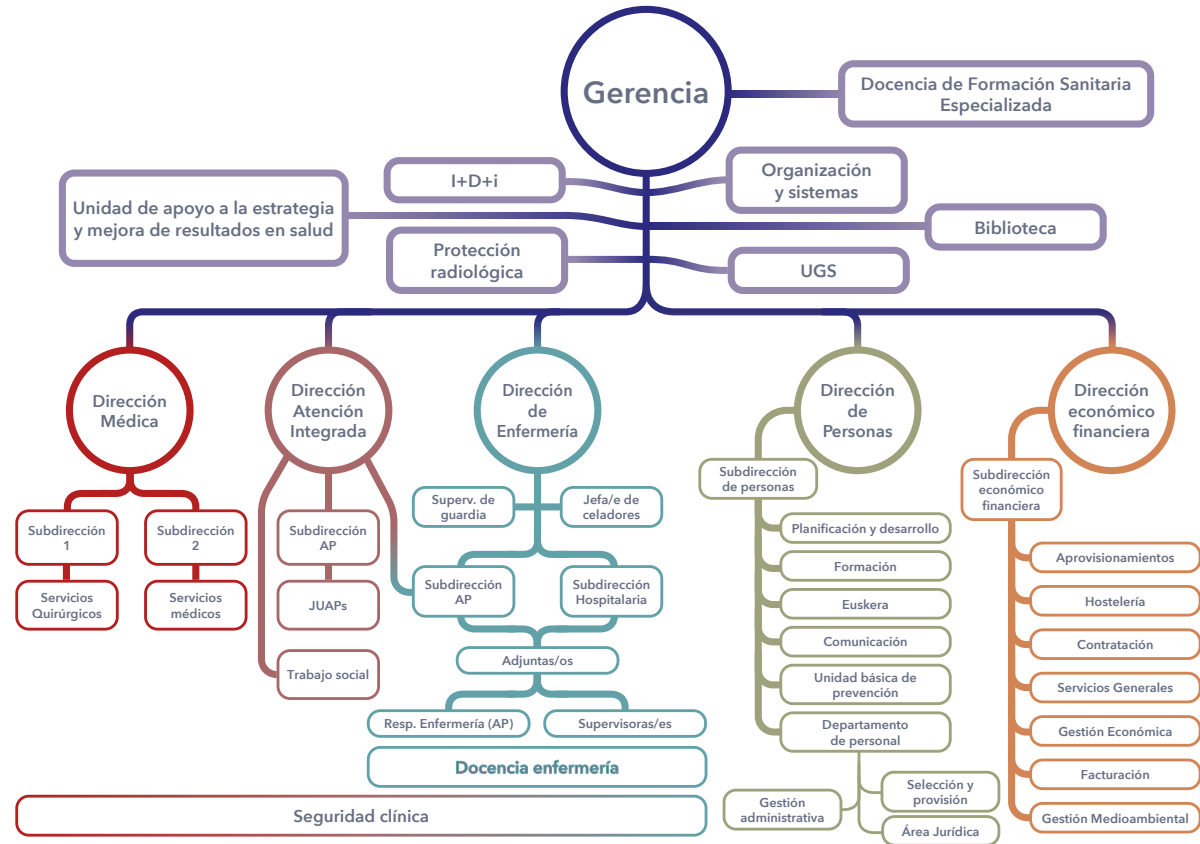 Gerencia
Docencia de Formación Sanitaria
Especializada
I+D+i
Organización
y sistemas
Unidad de apoyo a la estrategia
y mejora de resultados en salud
Biblioteca
Protección
radiológica
UGS
Dirección
Médica
Dirección
Atención
Integrada
Dirección
de
Enfermería
Dirección
de
Personas
Dirección
económico
financiera
Subdirección
1
Subdirección
2
Servicios
Quirúrgicos
Servicios
médicos
Subdirección
AP
JUAPs
Trabajo social
Superv. de
guardia
Jefa/e de
celadores
Subdirección
AP
Subdirección
Hospitalaria
Adjuntas/os
Resp. Enfermería (AP)
Supervisoras/es
Docencia enfermería
Seguridad clínica
Subdirección
de personas
Planificación y desarrollo
Formación
Euskera
Comunicación
Unidad básica de
prevención
Departamento
de personal
Gestión
administrativa
Selección y
provisión
Área Jurídica
Subdirección
económico
financiera
Aprovisionamientos
Hostelería
Contratación
Servicios Generales
Gestión Económica
Facturación
Gestión Medioambiental